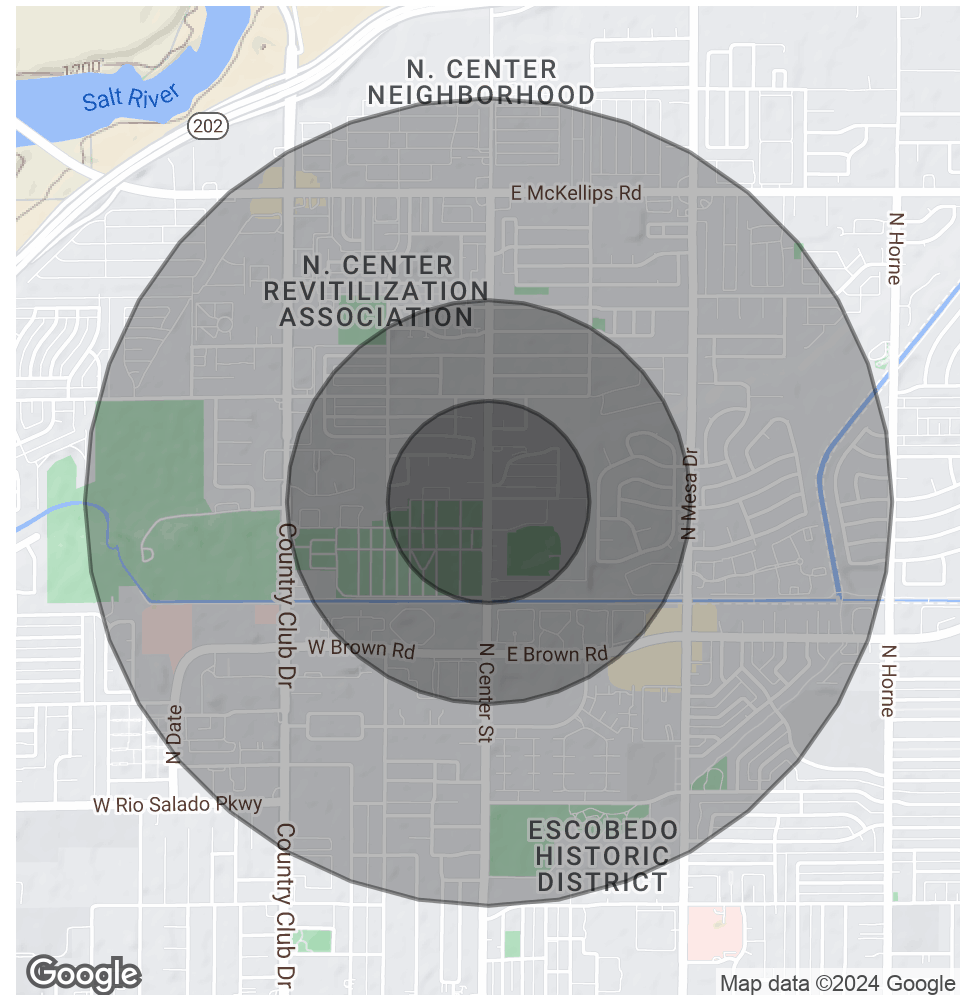 1200'
Salt River
202
N. CENTER
NEIGHBORHOOD
E McKellips Rd
N Horne
N. CENTER
REVITILIZATION
ASSOCIATION
N Mesa Dr
Country Club Dr
W Brown Rd
E Brown Rd
N Center St
N Horne
N Date
W Rio Salado Pkwy
ESCOBEDO
HISTORIC
DISTRICT
Country Club Dr
Google
Map data ©2024 Google